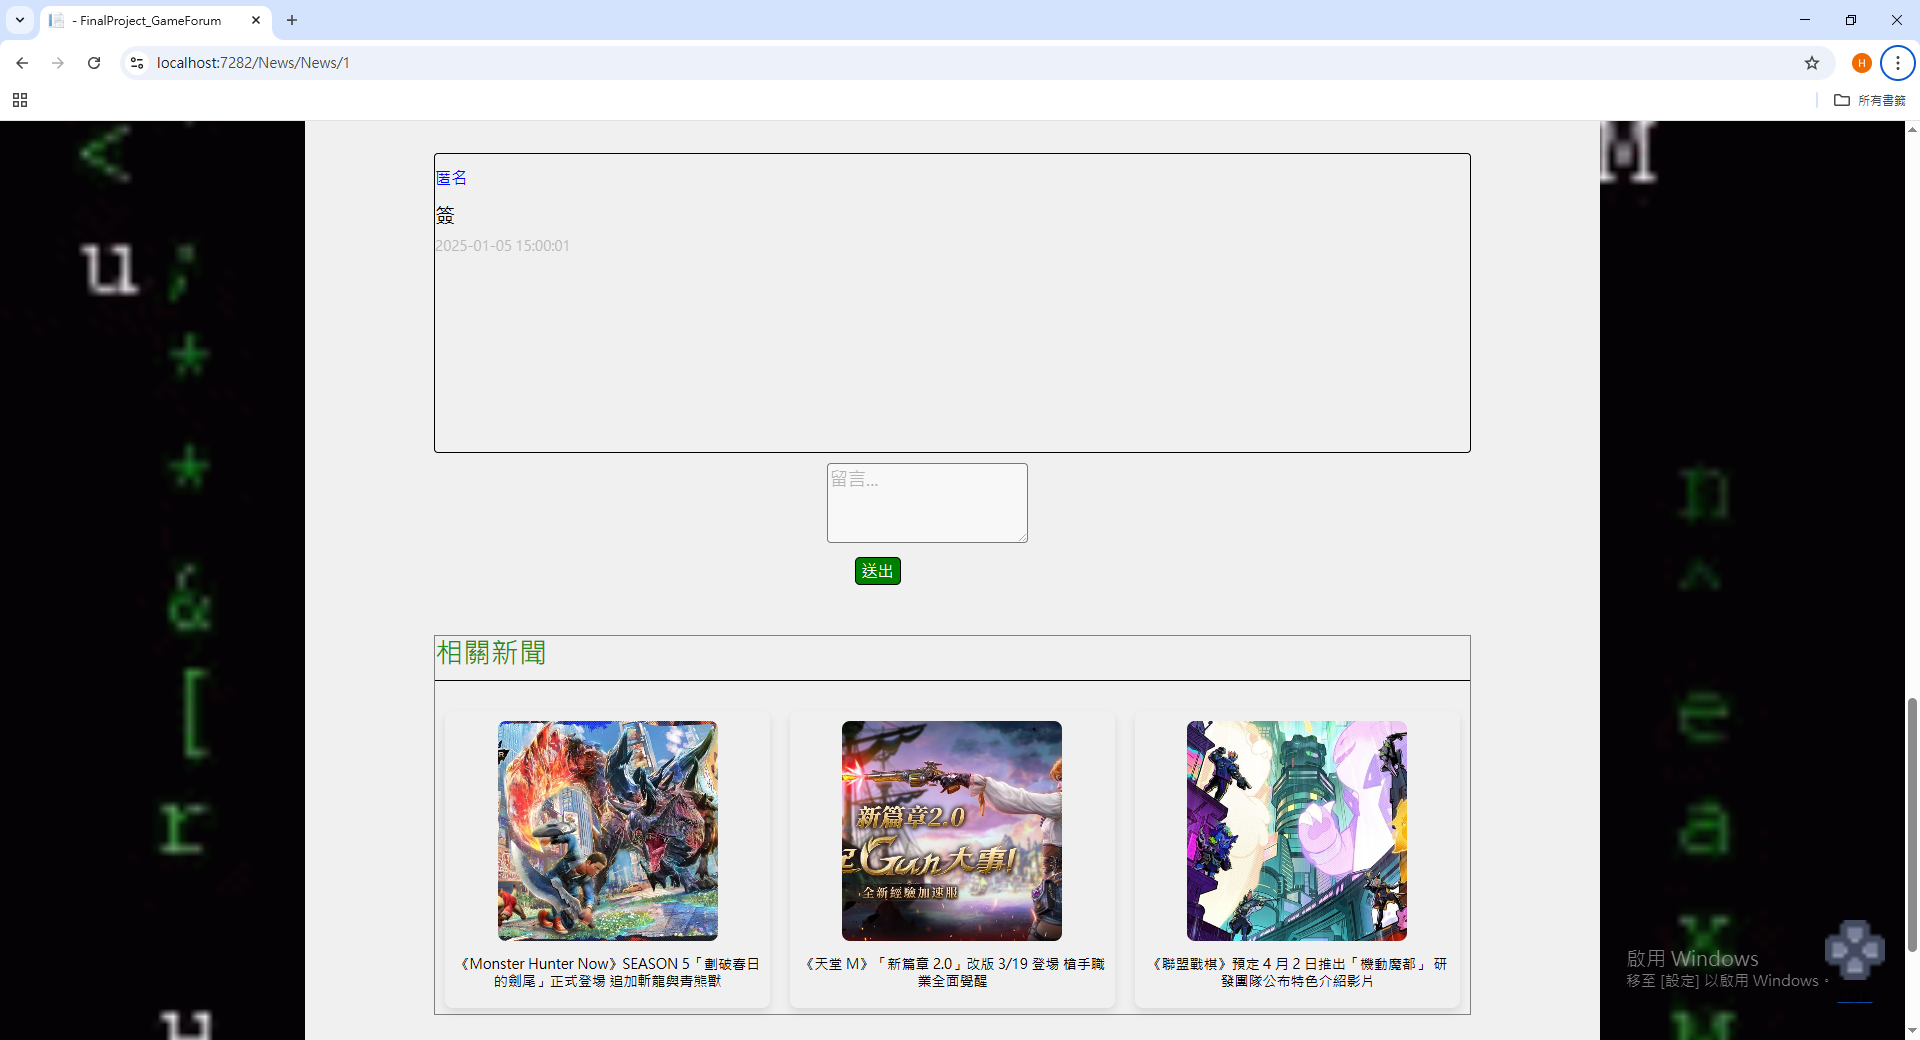 - FinalProject_GameForum
localhost:7282/News/News/1
H
所有書籤
匿名
簽
2025-01-05 15:00:01
留言...
送出
相關新聞
新篇章2.0
Gun大事!
全新經驗加速服
《Monster Hunter Now》SEASON 5「劃破春日
的劍尾」正式登場 追加斬龍與青熊獸
《天堂 M》「新篇章 2.0」改版 3/19 登場 槍手職
業全面覺醒
《聯盟戰棋》預定 4 月 2 日推出「機動魔都」 研
發團隊公布特色介紹影片
啟用 Windows
移至 [設定] 以啟用 Windows。
<
u ;
*
*
&
[
r
M
n
^
e
a